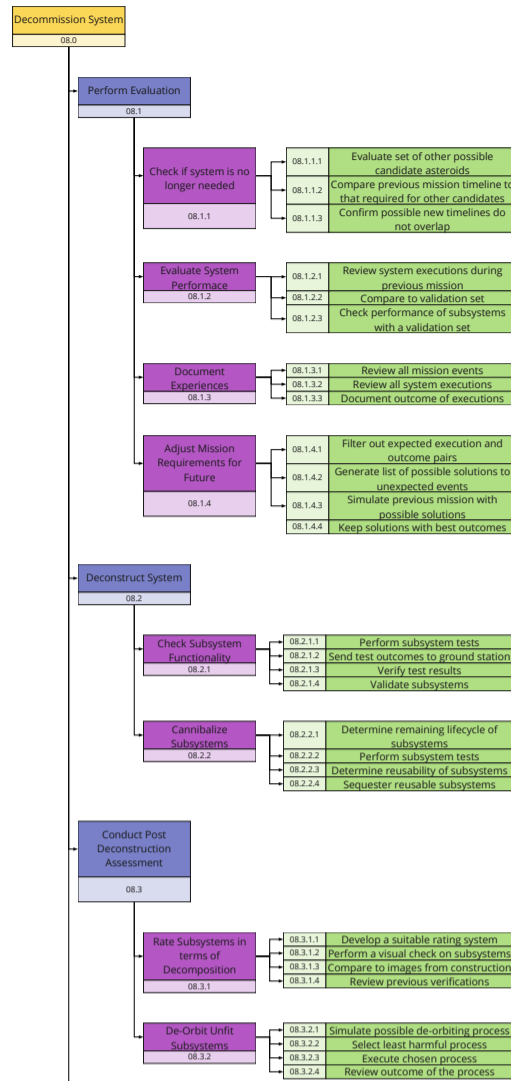 Decommission System
08.0
Perform Evaluation
08.1
Check if system is no
longer needed
08.1.1
08.1.1.1
Evaluate set of other possible
candidate asteroids
08.1.1.2
Compare previous mission timeline to
that required for other candidates
08.1.1.3
Confirm possible new timelines do
not overlap
Evaluate System
Performace
08.1.2
08.1.2.1
Review system executions during
previous mission
08.1.2.2
Compare to validation set
08.1.2.3
Check performance of subsystems
with a validation set
Document
Experiences
08.1.3
08.1.3.1
Review all mission events
08.1.3.2
Review all system executions
08.1.3.3
Document outcome of executions
Adjust Mission
Requirements for
Future
08.1.4
08.1.4.1
Filter out expected execution and
outcome pairs
08.1.4.2
Generate list of possible solutions to
unexpected events
08.1.4.3
Simulate previous mission with
possible solutions
08.1.4.4
Keep solutions with best outcomes
Deconstruct System
08.2
Check Subsystem
Functionality
08.2.1
08.2.1.1
Perform subsystem tests
08.2.1.2
Send test outcomes to ground station
08.2.1.3
Verify test results
08.2.1.4
Validate subsystems
Cannibalize
Subsystems
08.2.2
08.2.2.1
Determine remaining lifecycle of
subsystems
08.2.2.2
Perform subsystem tests
08.2.2.3
Determine reusability of subsystems
08.2.2.4
Sequester reusable subsystems
Conduct Post
Deconstruction
Assessment
08.3
Rate Subsystems in
terms of
Decomposition
08.3.1
08.3.1.1
Develop a suitable rating system
08.3.1.2
Perform a visual check on subsystems
08.3.1.3
Compare to images from construction
08.3.1.4
Review previous verifications
De-Orbit Unfit
Subsystems
08.3.2
08.3.2.1
Simulate possible de-orbiting process
08.3.2.2
Select least harmful process
08.3.2.3
Execute chosen process
08.3.2.4
Review outcome of the process